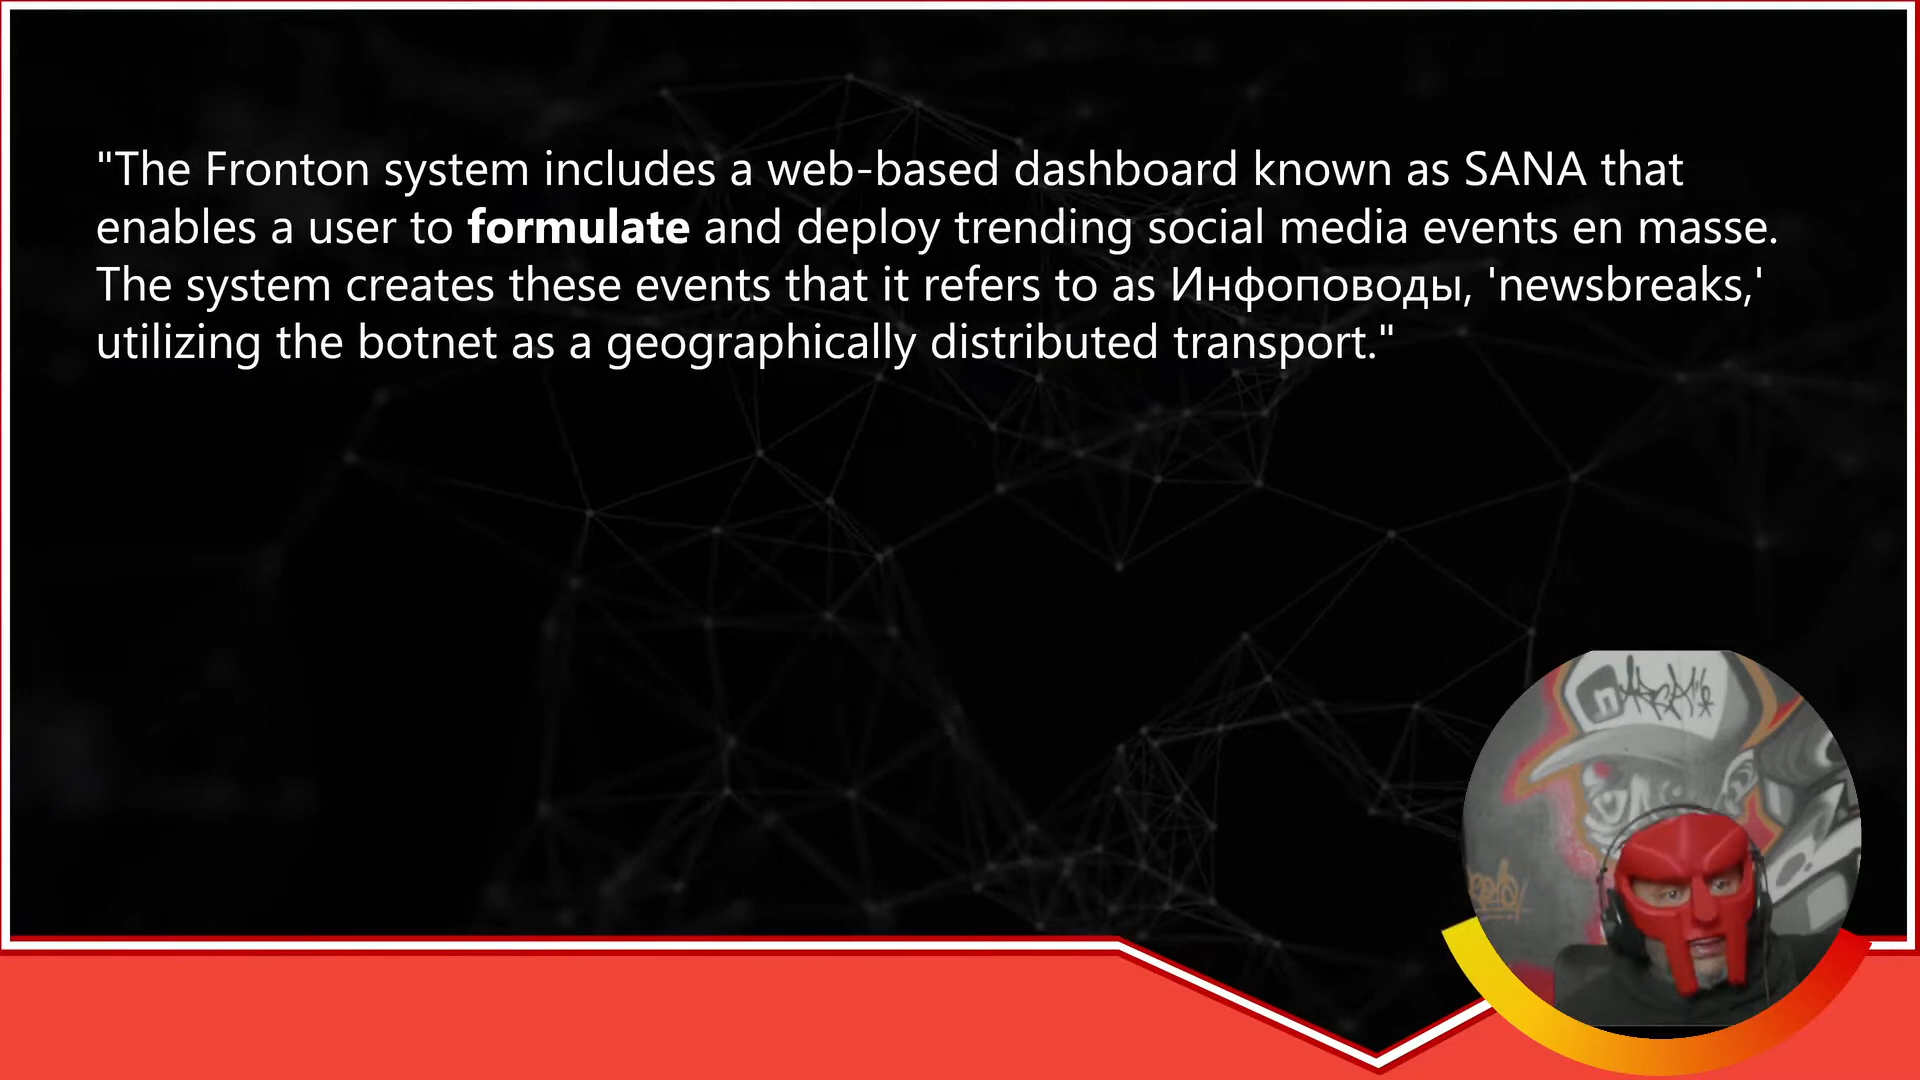 "The Fronton system includes a web-based dashboard known as SANA that
enables a user to formulate and deploy trending social media events en masse.
The system creates these events that it refers to as Инфоповоды, 'newsbreaks,'
utilizing the botnet as a geographically distributed transport."